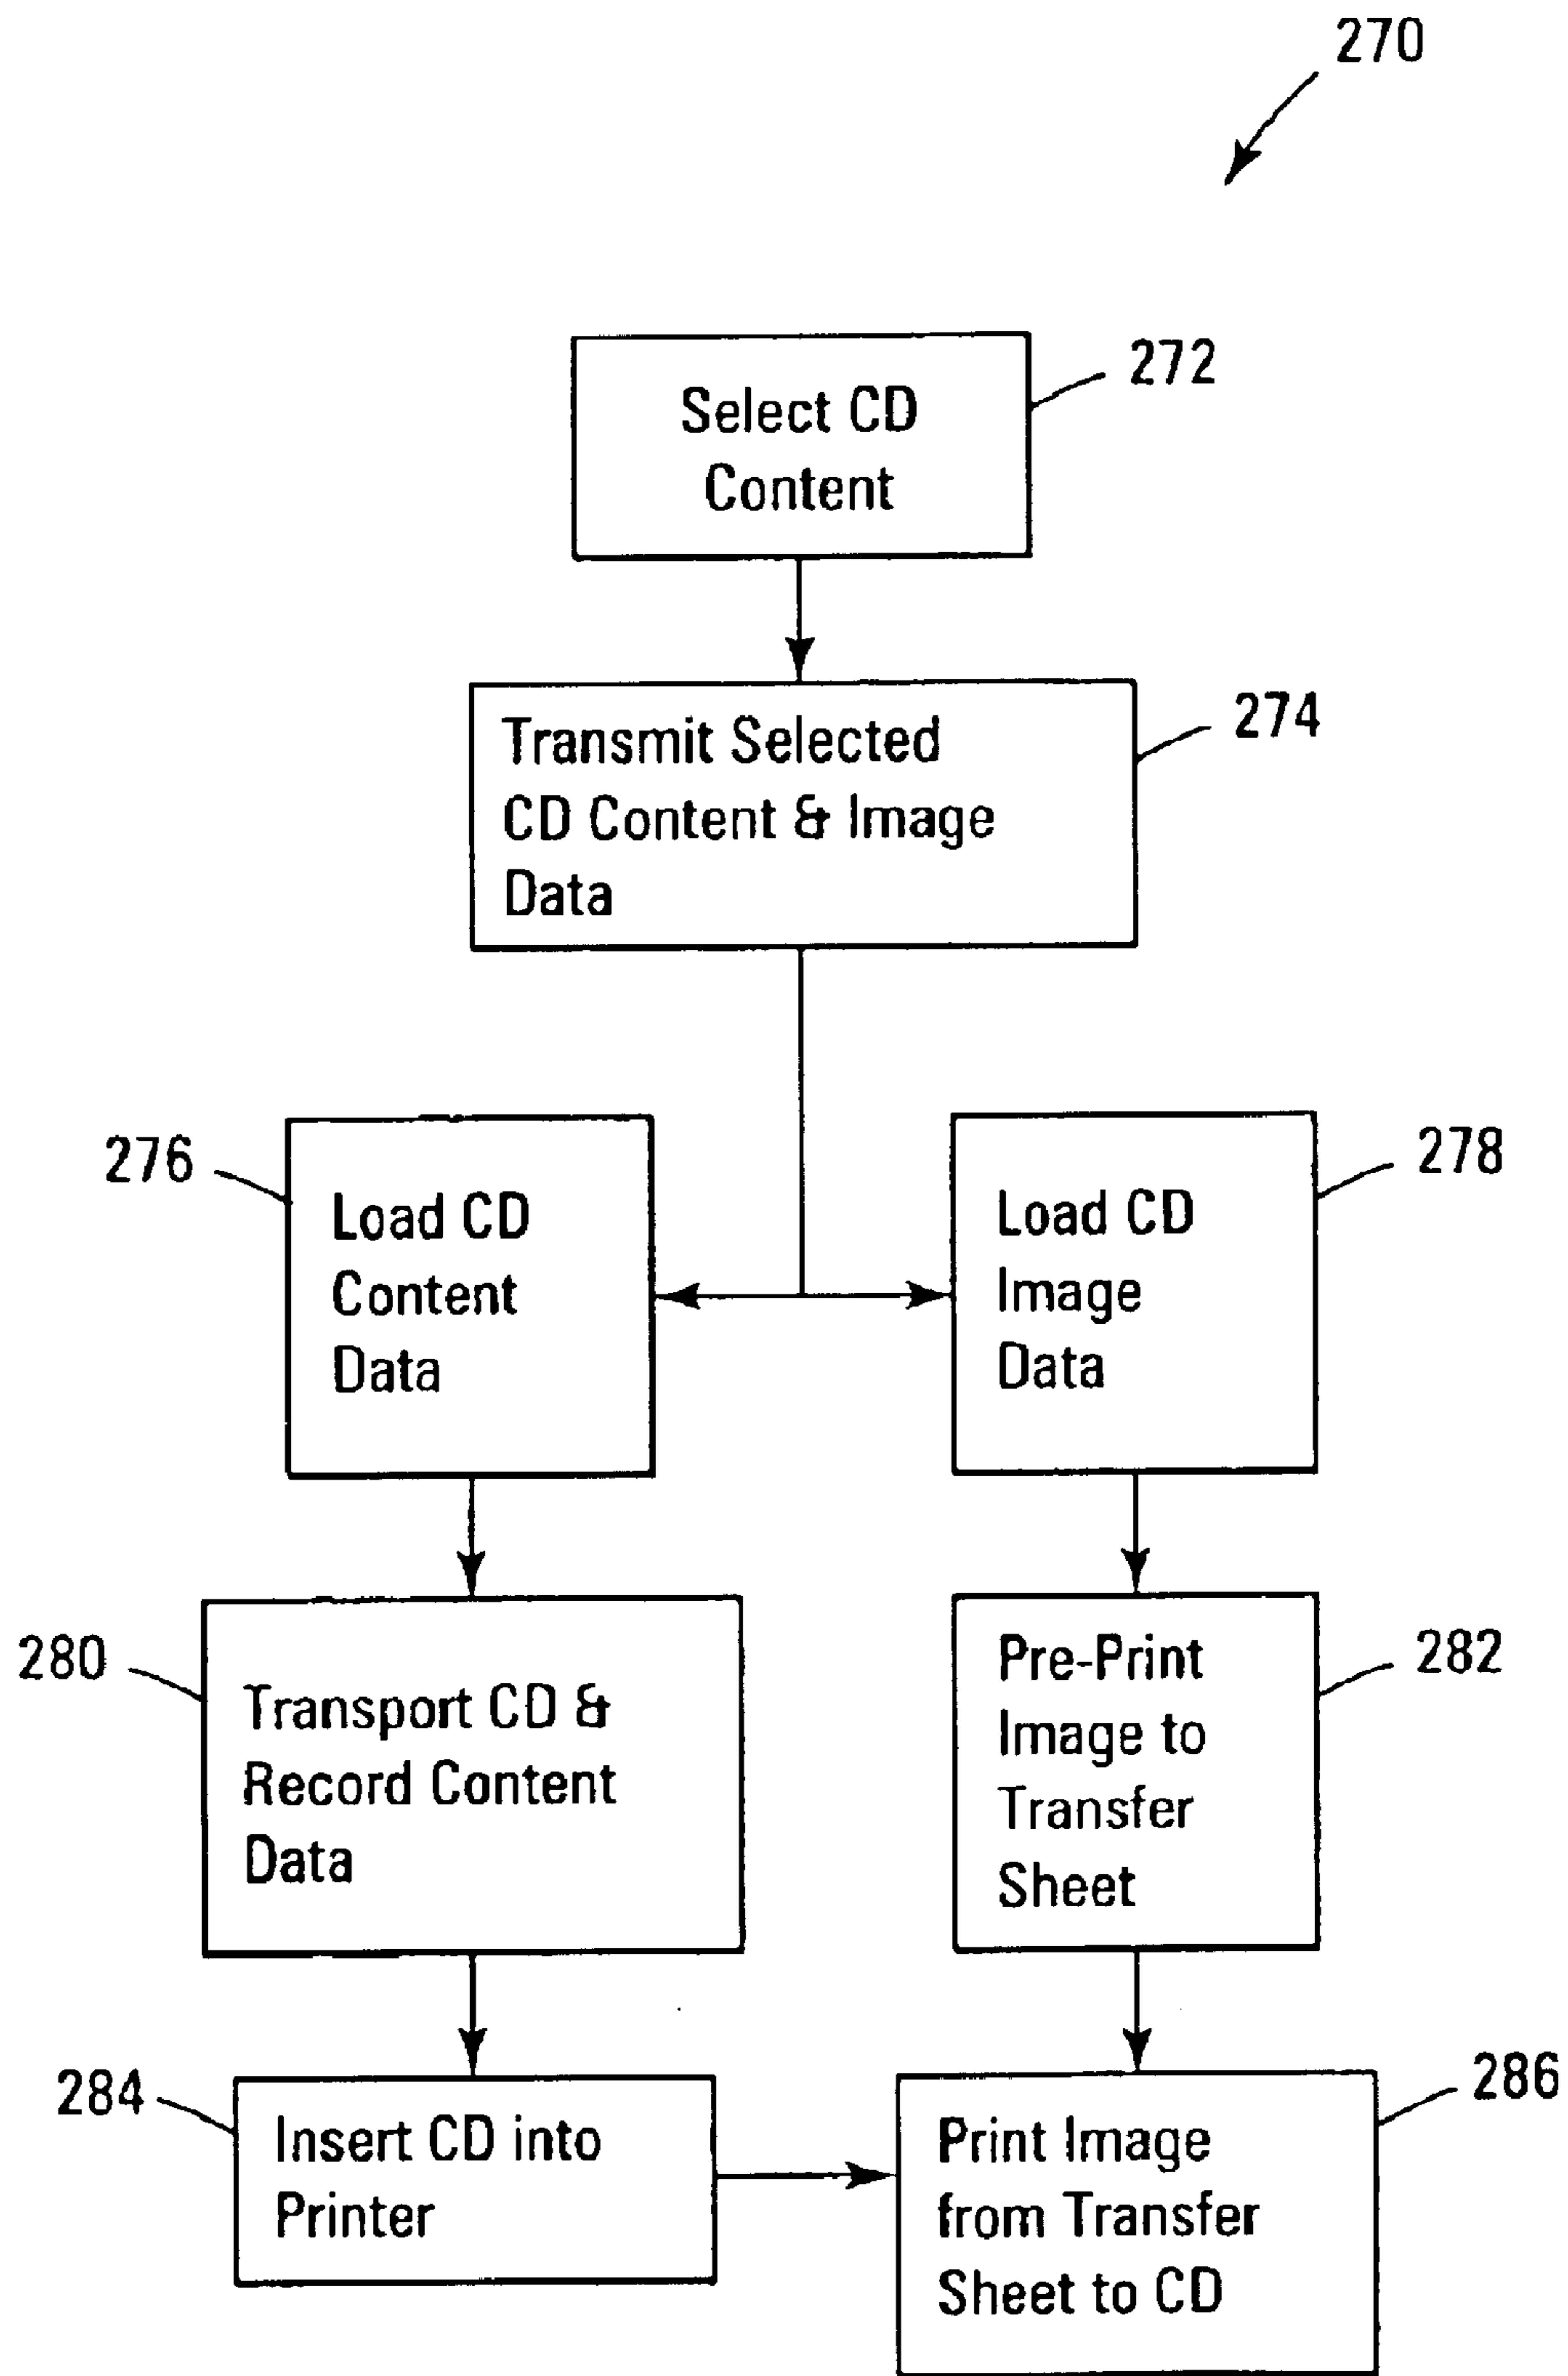 270
Select CD
Content
272
Transmit Selected
CD Content & Image
Data
274
276
Load CD
Content
Data
Load CD
Image
Data
278
280
Transport CD &
Record Content
Data
Pre-Print
Image to
Transfer
Sheet
282
284
Insert CD into
Printer
Print Image
from Transfer
Sheet to CD
286